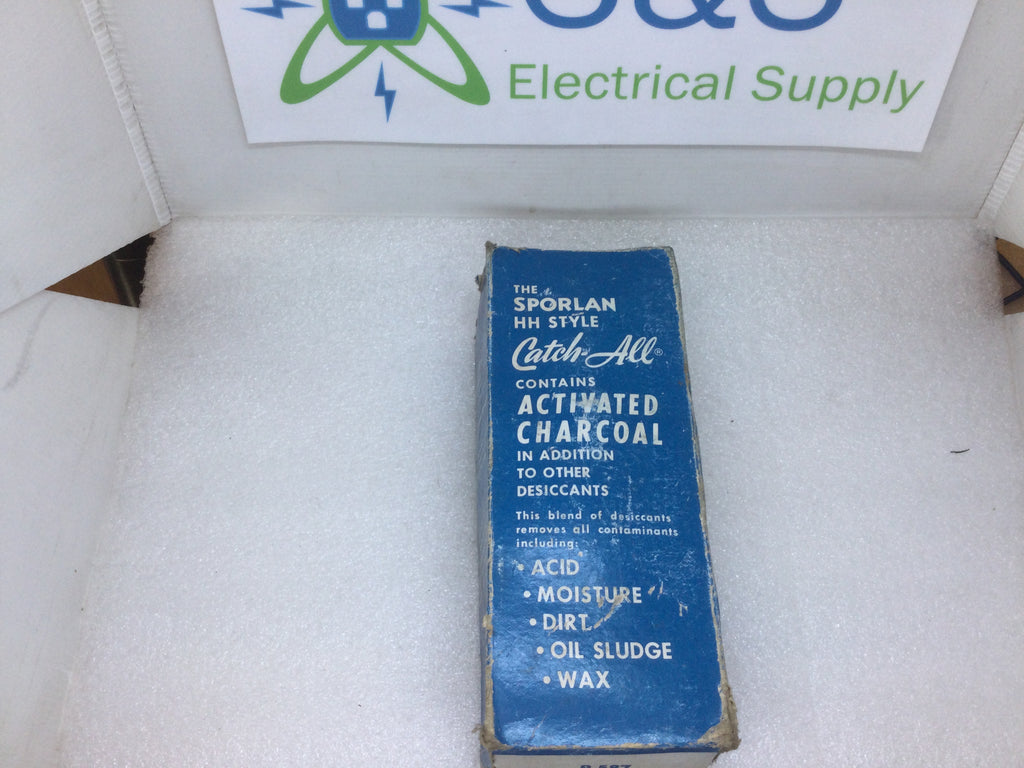 Electrical Supply
THE
SPORLAN
HH STYLE
Catch-All®
CONTAINS
ACTIVATED
CHARCOAL
IN ADDITION
TO OTHER
DESICCANTS
This blend of desiccants
removes all contaminants
including:
• ACID
• MOISTURE
• DIRT
• OIL SLUDGE
• WAX